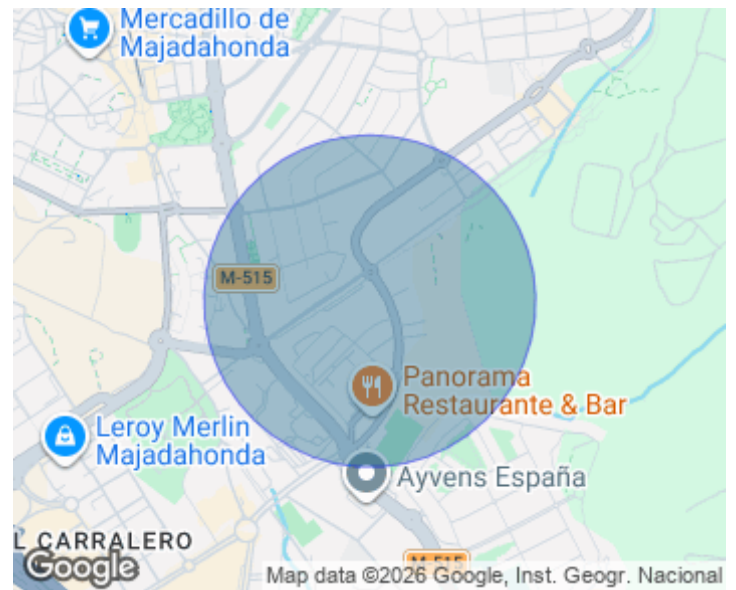 Mercadillo de
Majadahonda
M-515
Panorama
Restaurante & Bar
Leroy Merlin
Majadahonda
Ayvens España
L CARRALERO
M-515
Google
Map data ©2026 Google, Inst. Geogr. Nacional